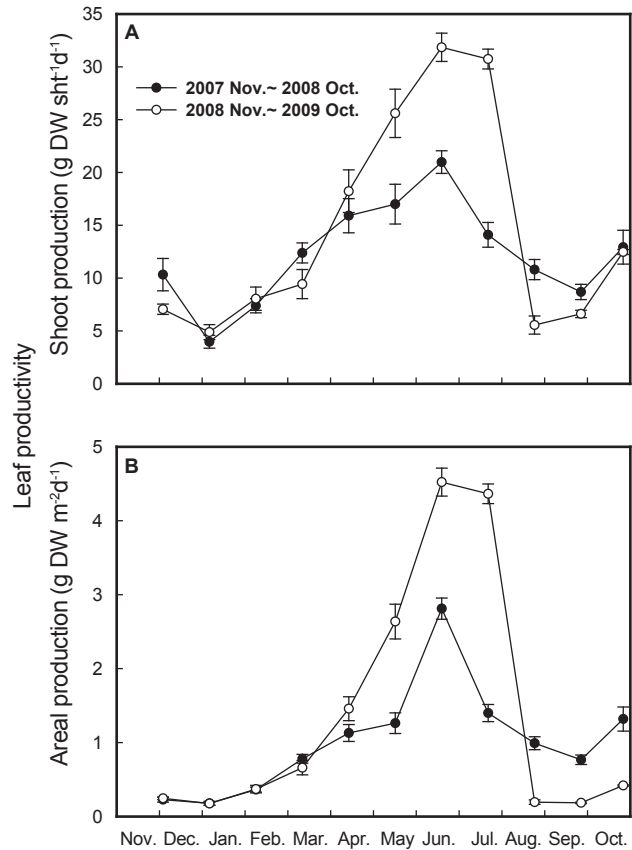 Leaf productivity
A
Shoot production (g DW sht⁻¹d⁻¹)
35
30
25
20
15
10
5
0
2007 Nov.~ 2008 Oct.
2008 Nov.~ 2009 Oct.
B
Areal production (g DW m⁻²d⁻¹)
5
4
3
2
1
0
Nov. Dec. Jan. Feb. Mar. Apr. May Jun. Jul. Aug. Sep. Oct.